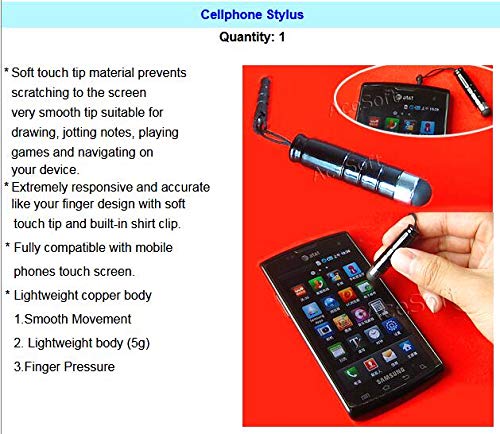 Cellphone Stylus
Quantity: 1
* Soft touch tip material prevents
scratching to the screen
very smooth tip suitable for
drawing, jotting notes, playing
games and navigating on
your device.
* Extremely responsive and accurate
like your finger design with soft
touch tip and built-in shirt clip.
* Fully compatible with mobile
phones touch screen.
* Lightweight copper body
1.Smooth Movement
2. Lightweight body (5g)
3.Finger Pressure
AceSoft
at&t
AceSoft
at&t
AceSoft
SAMSUNG